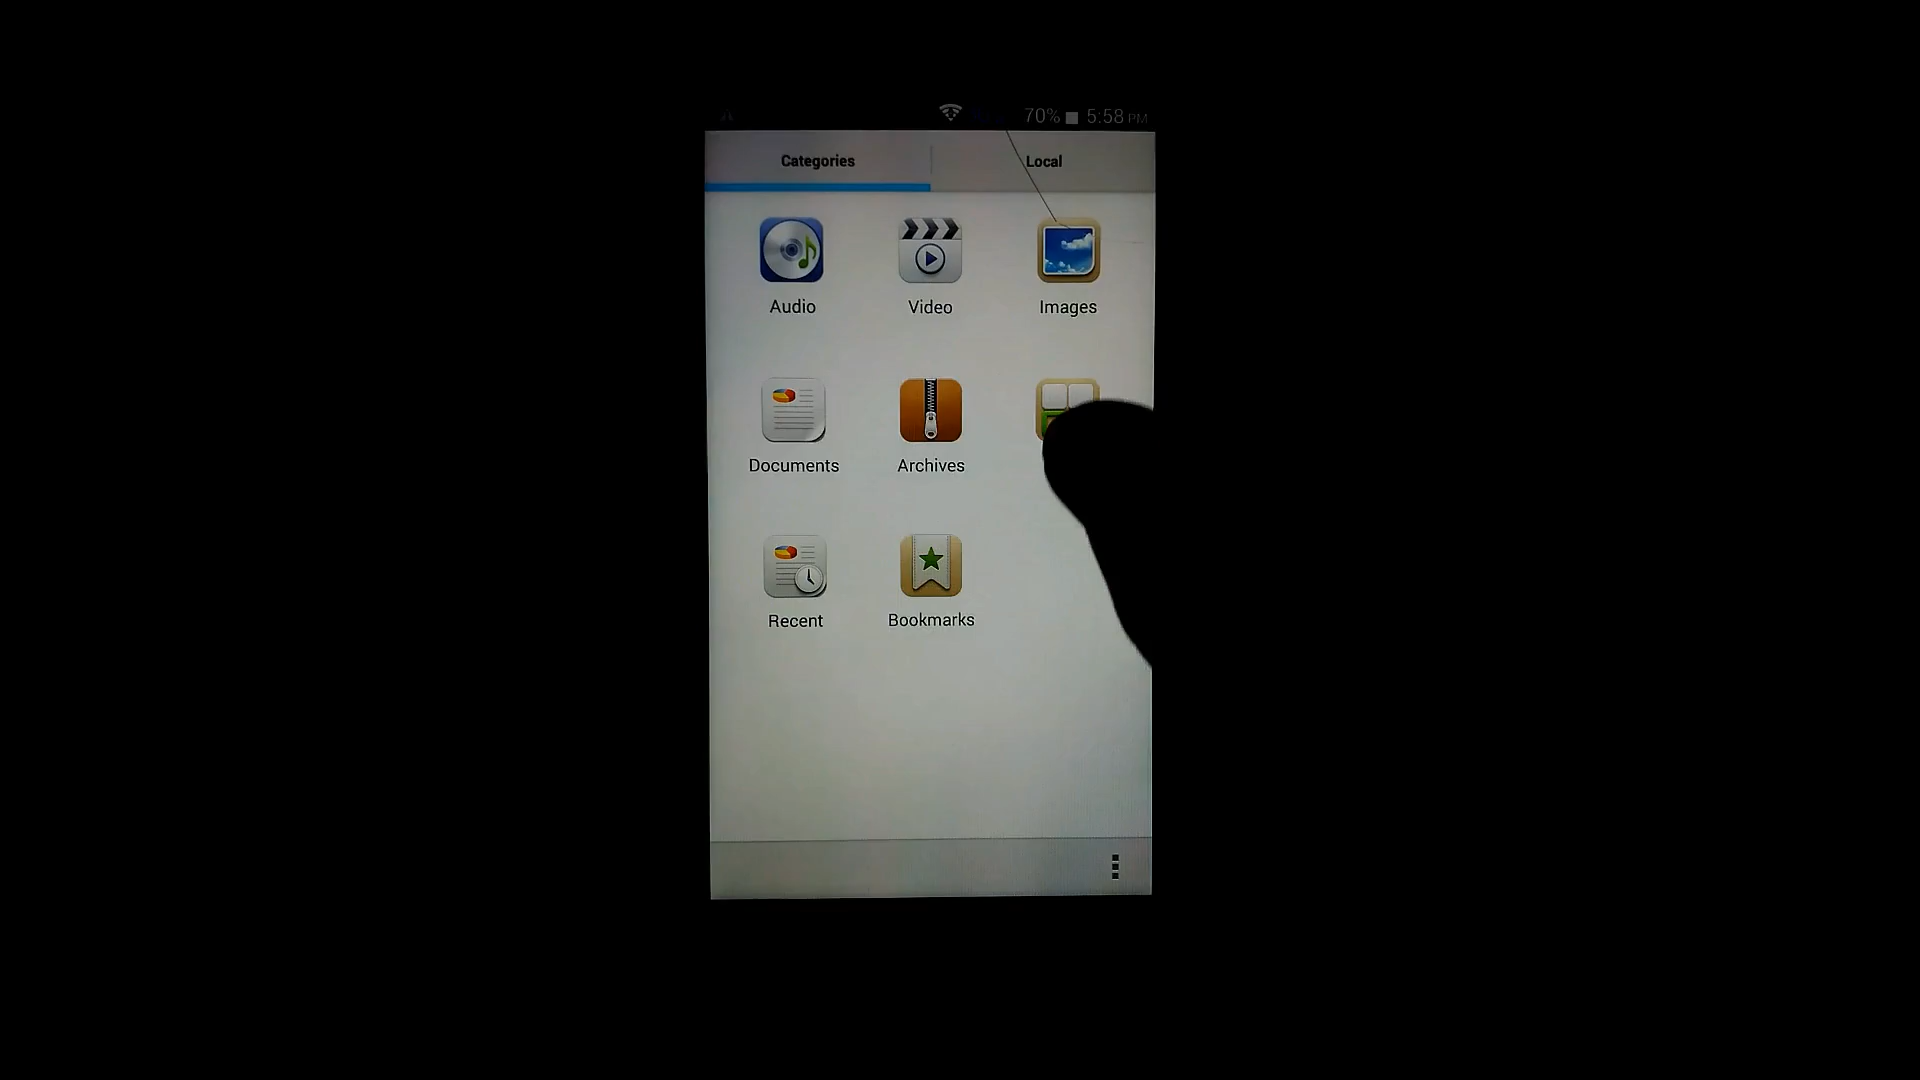 70% 5:58 PM
Categories Local
Audio Video Images
Documents Archives
Recent Bookmarks